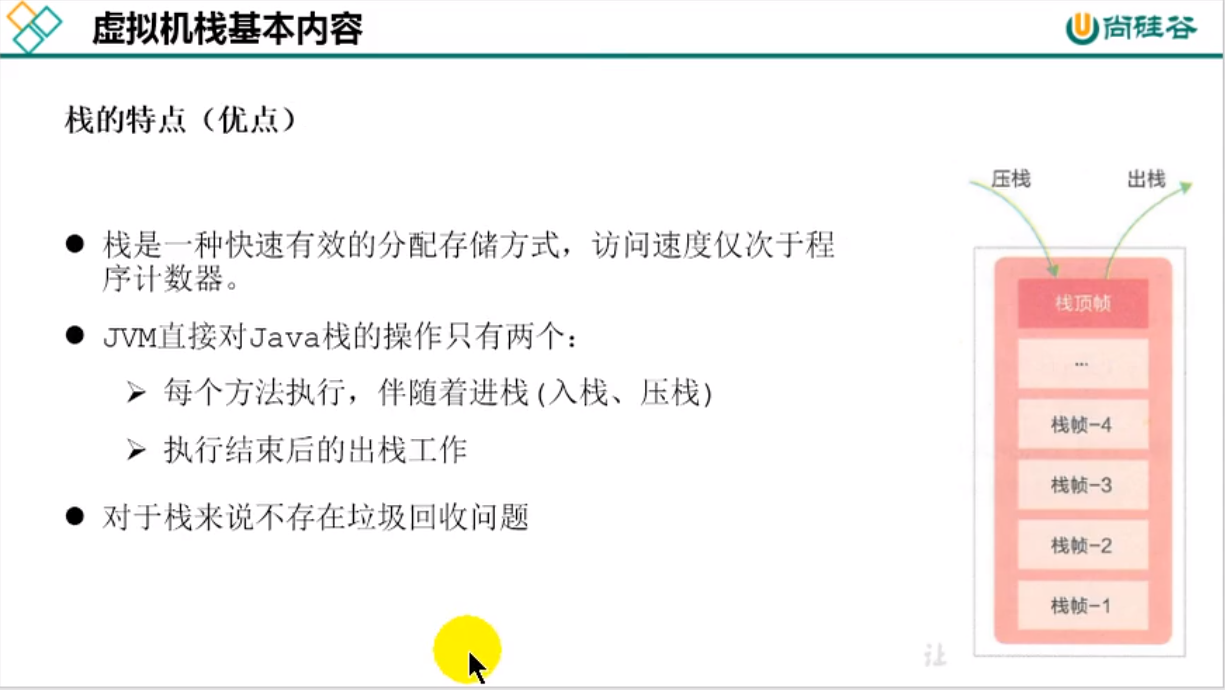 虚拟机栈基本内容
尚硅谷
栈的特点（优点）
栈是一种快速有效的分配存储方式，访问速度仅次于程
序计数器。
JVM直接对Java栈的操作只有两个：
每个方法执行，伴随着进栈(入栈、压栈)
执行结束后的出栈工作
对于栈来说不存在垃圾回收问题
压栈
出栈
栈顶帧
...
栈帧-4
栈帧-3
栈帧-2
栈帧-1
让